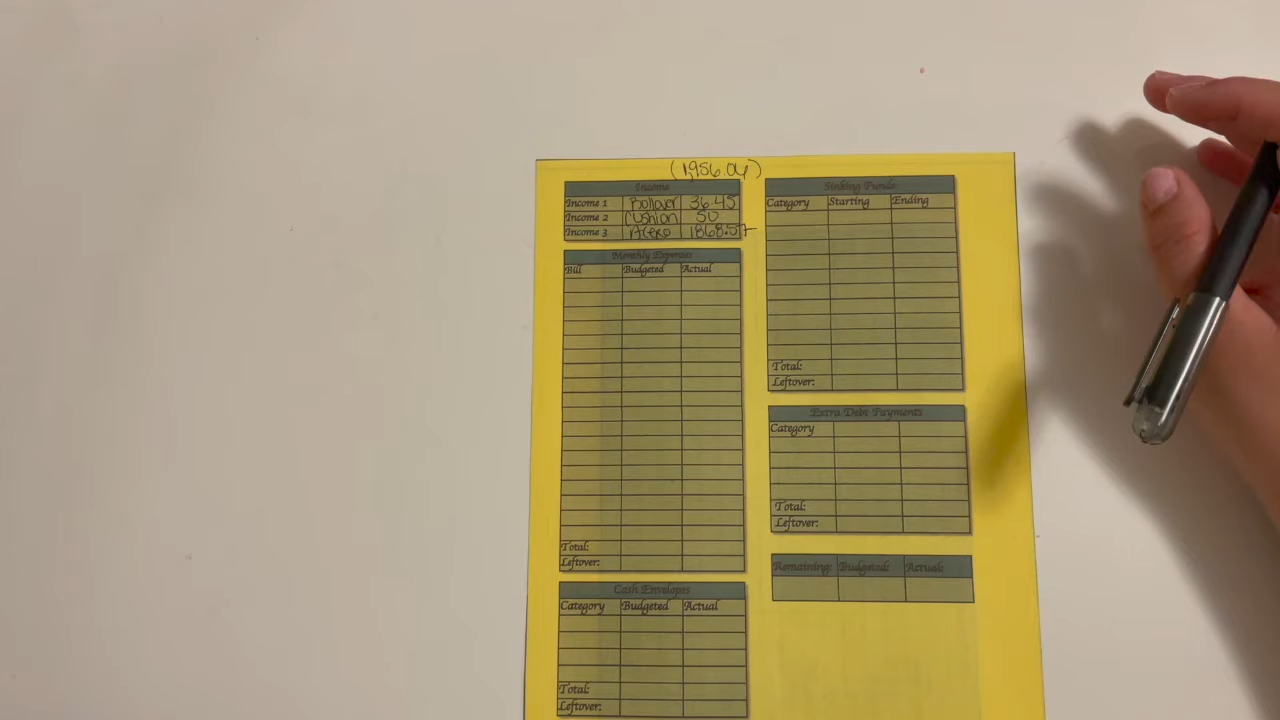 (1,956.04)
Income
Income 1 Rollover 36.45
Income 2 Cushion 50
Income 3 1868.57
Monthly Expenses
Bill Budgeted Actual
Total:
Leftover:
Cash Envelopes
Category Budgeted Actual
Total:
Leftover:
Sinking Funds
Category Starting Ending
Total:
Leftover:
Extra Debt Payments
Category
Total:
Leftover:
Remaining: Budgeted: Actual: